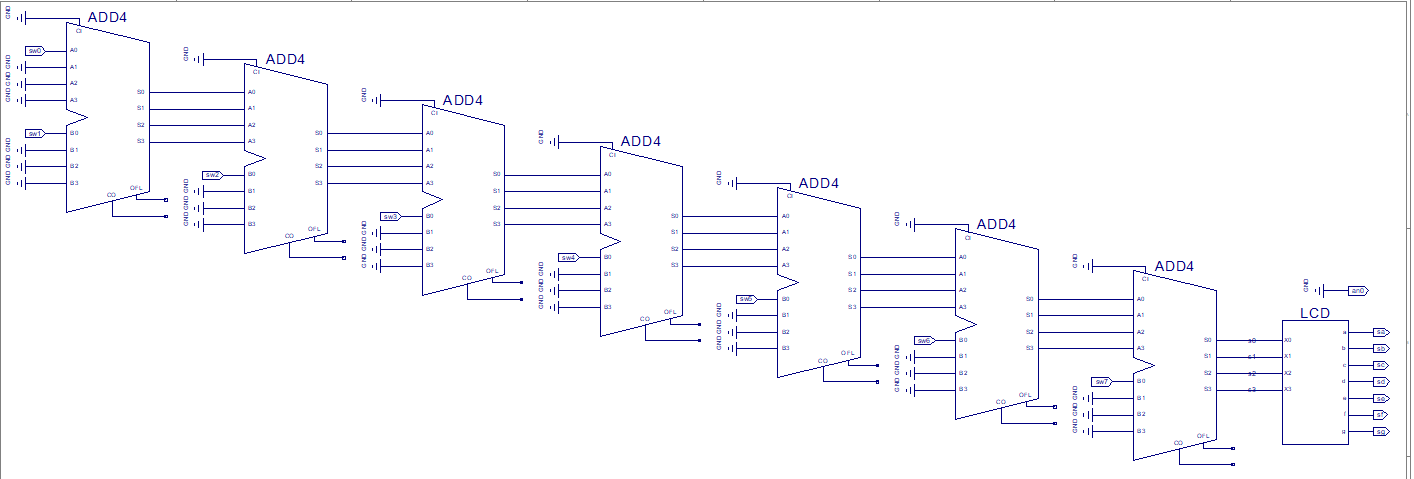 GND
ADD4
CI
sw0
A0
GND
A1
GND
A2
GND
A3
sw1
B0
GND
B1
GND
B2
GND
B3
S0
S1
S2
S3
CO
OFL
GND
ADD4
CI
A0
A1
A2
A3
sw2
B0
GND
B1
GND
B2
GND
B3
S0
S1
S2
S3
CO
OFL
GND
ADD4
CI
A0
A1
A2
A3
sw3
B0
GND
B1
GND
B2
GND
B3
S0
S1
S2
S3
CO
OFL
GND
ADD4
CI
A0
A1
A2
A3
sw4
B0
GND
B1
GND
B2
GND
B3
S0
S1
S2
S3
CO
OFL
GND
ADD4
CI
A0
A1
A2
A3
sw5
B0
GND
B1
GND
B2
GND
B3
S0
S1
S2
S3
CO
OFL
GND
ADD4
CI
A0
A1
A2
A3
sw6
B0
GND
B1
GND
B2
GND
B3
S0
S1
S2
S3
CO
OFL
GND
ADD4
CI
A0
A1
A2
A3
sw7
B0
GND
B1
GND
B2
GND
B3
S0
S1
S2
S3
CO
OFL
s0
s1
s2
s3
GND
an0
LCD
X0
X1
X2
X3
a
b
c
d
e
f
g
sa
sb
sc
sd
se
sf
sg